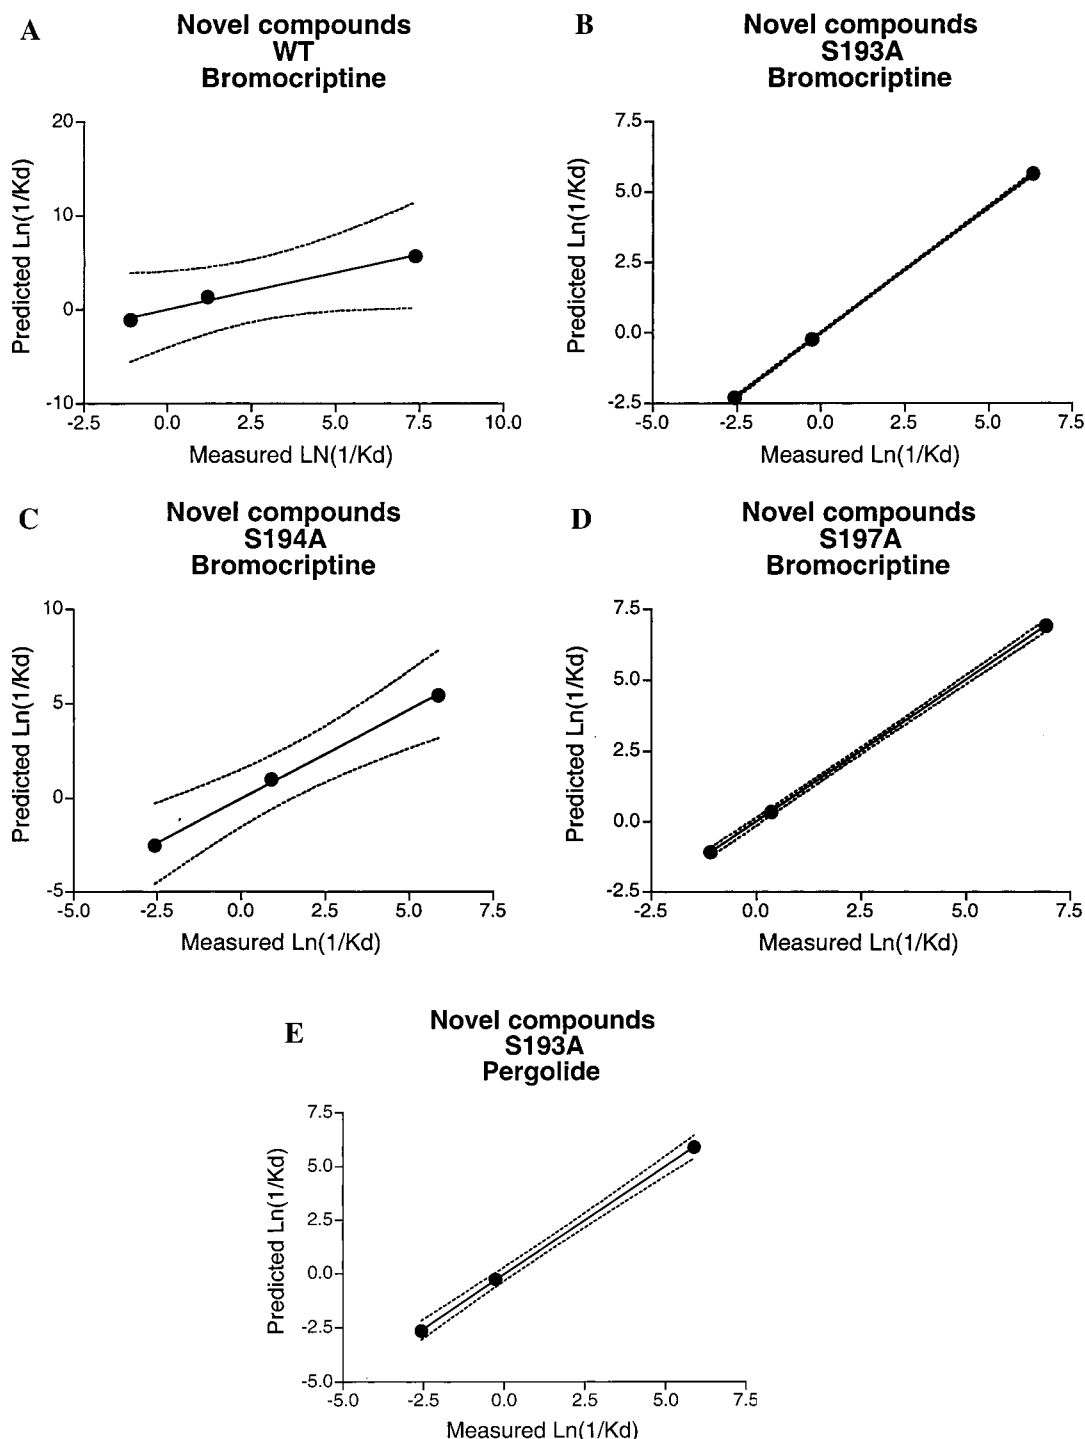 A
Novel compounds
WT
Bromocriptine
20
10
0
-10
-2.5 0.0 2.5 5.0 7.5 10.0
Predicted Ln(1/Kd)
Measured LN(1/Kd)
B
Novel compounds
S193A
Bromocriptine
7.5
5.0
2.5
0.0
-2.5
-5.0 -2.5 0.0 2.5 5.0 7.5
Predicted Ln(1/Kd)
Measured Ln(1/Kd)
C
Novel compounds
S194A
Bromocriptine
10
5
0
-5
-5.0 -2.5 0.0 2.5 5.0 7.5
Predicted Ln(1/Kd)
Measured Ln(1/Kd)
D
Novel compounds
S197A
Bromocriptine
7.5
5.0
2.5
0.0
-2.5
-2.5 0.0 2.5 5.0 7.5
Predicted Ln(1/Kd)
Measured Ln(1/Kd)
E
Novel compounds
S193A
Pergolide
7.5
5.0
2.5
0.0
-2.5
-5.0
-5.0 -2.5 0.0 2.5 5.0 7.5
Predicted Ln(1/Kd)
Measured Ln(1/Kd)